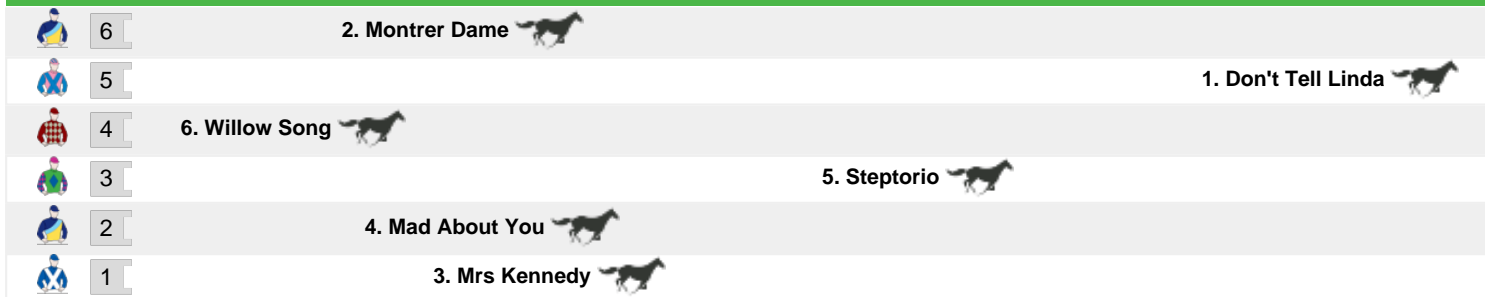 6 2. Montrer Dame
5 1. Don't Tell Linda
4 6. Willow Song
3 5. Steptorio
2 4. Mad About You
1 3. Mrs Kennedy